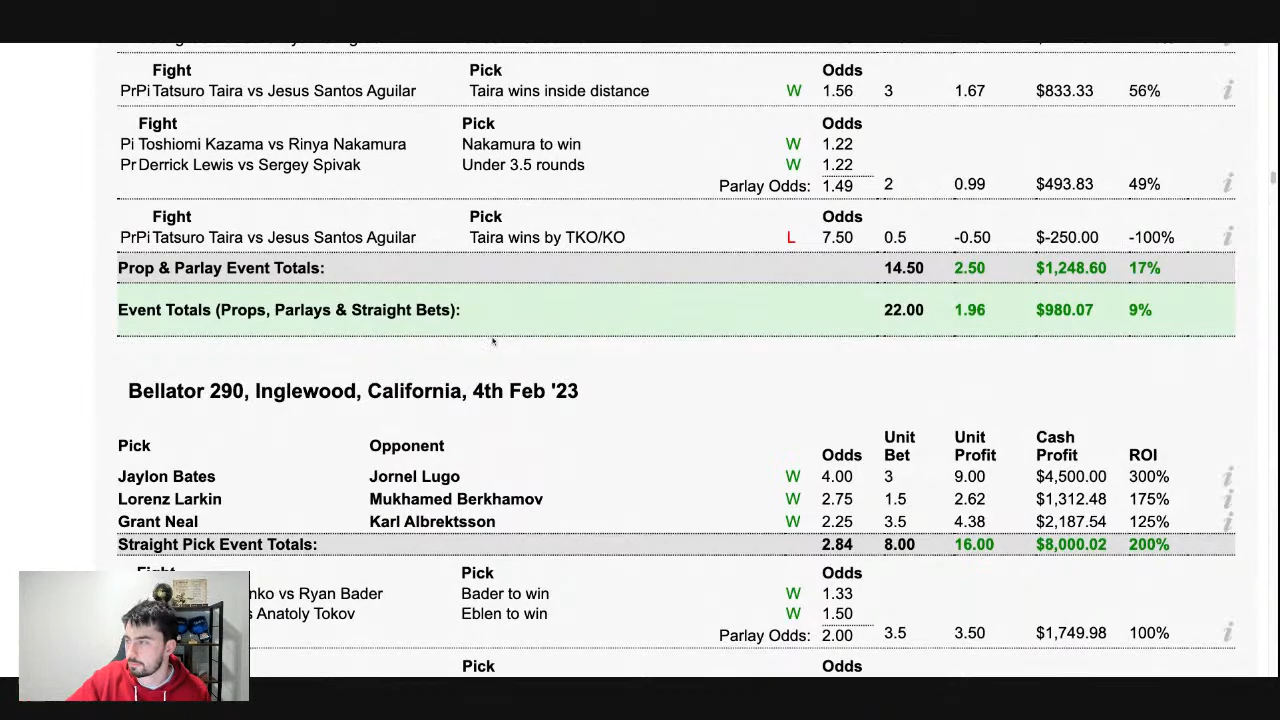 Fight Pick Odds
PrPi Tatsuro Taira vs Jesus Santos Aguilar Taira wins inside distance W 1.56 3 1.67 $833.33 56%
Fight Pick Odds
Pi Toshiomi Kazama vs Rinya Nakamura Nakamura to win W 1.22
Pr Derrick Lewis vs Sergey Spivak Under 3.5 rounds W 1.22
Parlay Odds: 1.49 2 0.99 $493.83 49%
Fight Pick Odds
PrPi Tatsuro Taira vs Jesus Santos Aguilar Taira wins by TKO/KO L 7.50 0.5 -0.50 $-250.00 -100%
Prop & Parlay Event Totals: 14.50 2.50 $1,248.60 17%
Event Totals (Props, Parlays & Straight Bets): 22.00 1.96 $980.07 9%
Bellator 290, Inglewood, California, 4th Feb '23
Pick Opponent Odds Unit Bet Unit Profit Cash Profit ROI
Jaylon Bates Jornel Lugo W 4.00 3 9.00 $4,500.00 300%
Lorenz Larkin Mukhamed Berkhamov W 2.75 1.5 2.62 $1,312.48 175%
Grant Neal Karl Albrektsson W 2.25 3.5 4.38 $2,187.54 125%
Straight Pick Event Totals: 2.84 8.00 16.00 $8,000.02 200%
Pick Odds
nko vs Ryan Bader Bader to win W 1.33
s Anatoly Tokov Eblen to win W 1.50
Parlay Odds: 2.00 3.5 3.50 $1,749.98 100%
Pick Odds